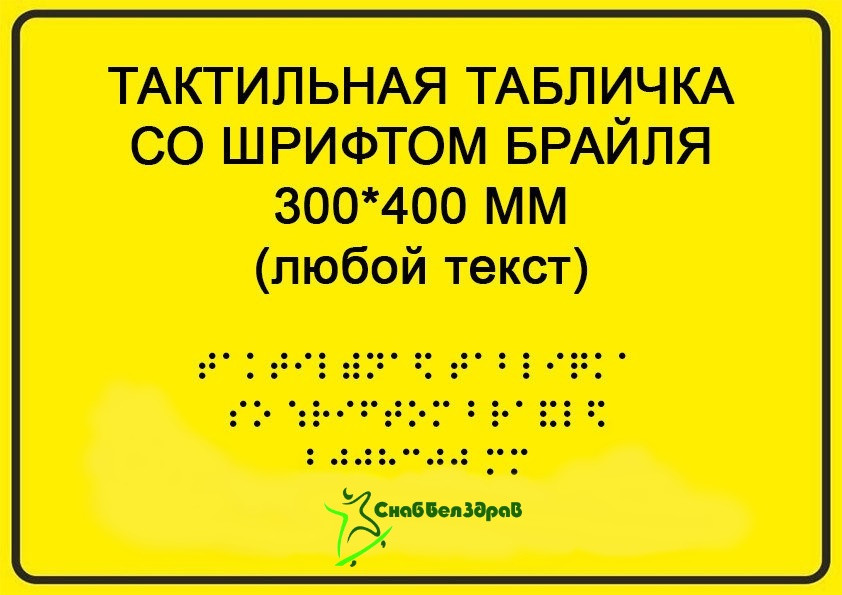 ТАКТИЛЬНАЯ ТАБЛИЧКА
СО ШРИФТОМ БРАЙЛЯ
300*400 ММ
(любой текст)
⠞⠁⠅⠞⠊⠇⠾⠝⠁⠫ ⠞⠁⠃⠇⠊⠟⠅⠁
⠎⠕ ⠱⠗⠊⠋⠞⠕⠍ ⠃⠗⠁⠯⠇⠫
СнабБелЗдрав